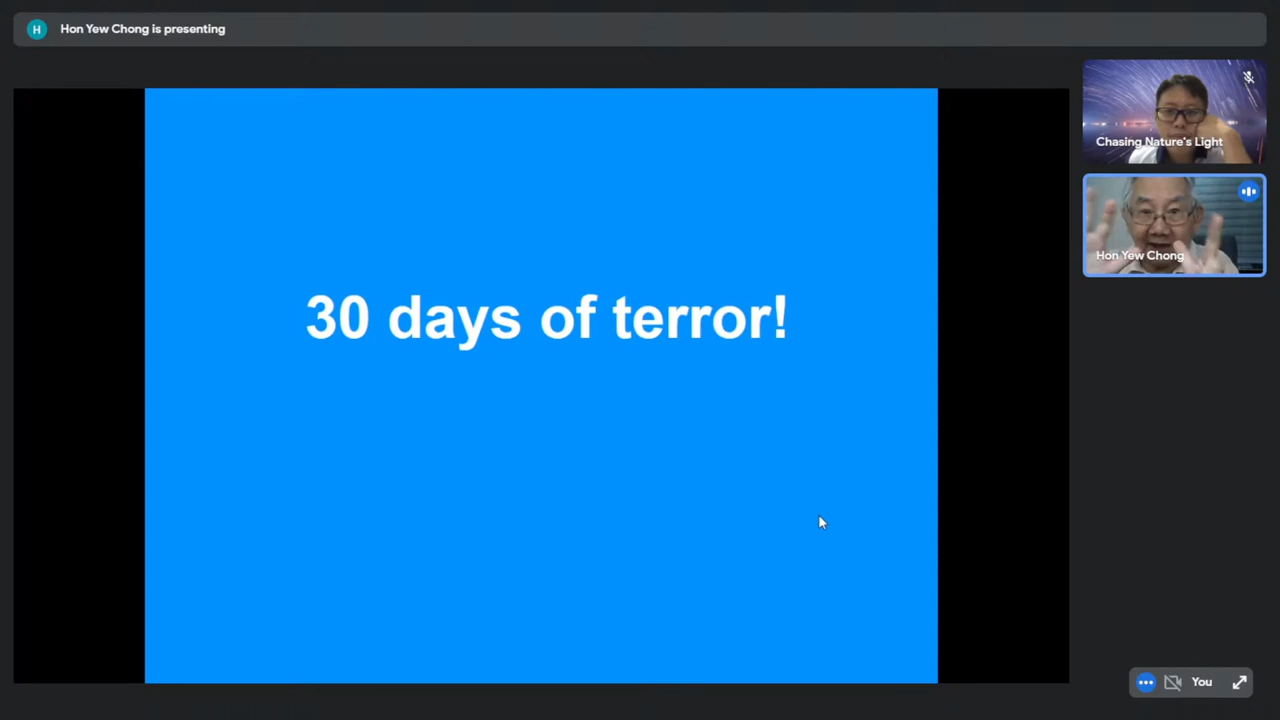 H Hon Yew Chong is presenting
30 days of terror!
Chasing Nature's Light
Hon Yew Chong
You